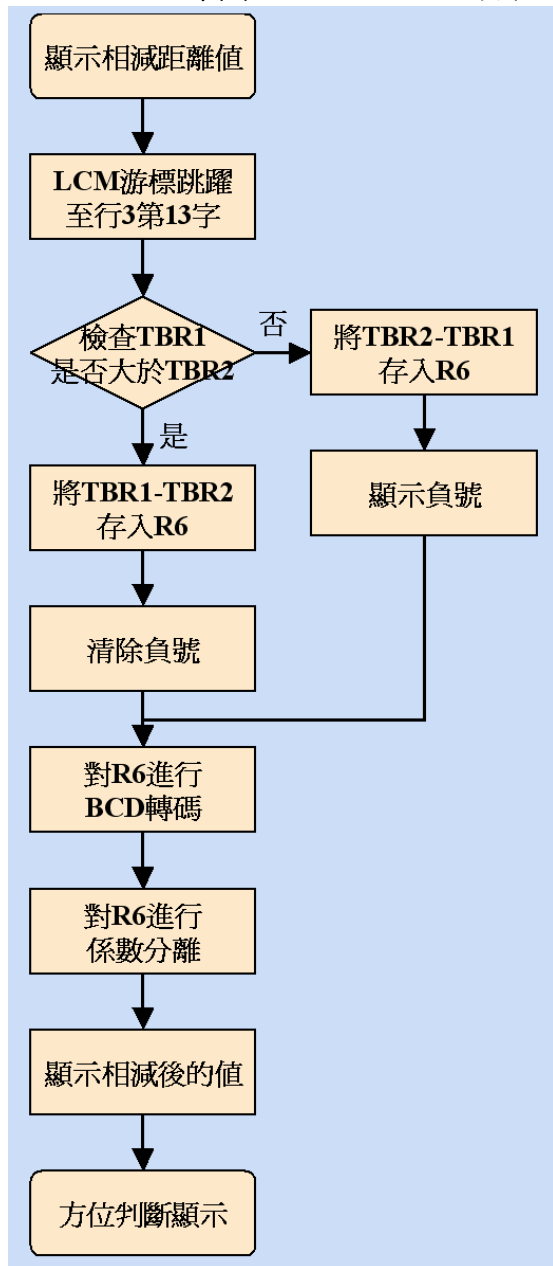 顯示相減距離值
LCM游標跳躍
至行3第13字
檢查TBR1
是否大於TBR2
否
將TBR2-TBR1
存入R6
顯示負號
是
將TBR1-TBR2
存入R6
清除負號
對R6進行
BCD轉碼
對R6進行
係數分離
顯示相減後的值
方位判斷顯示